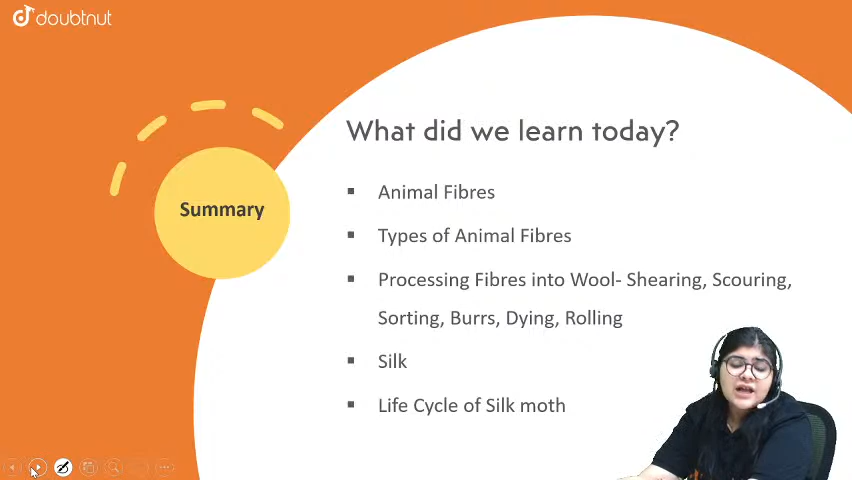 doubtnut
What did we learn today?
Summary
Animal Fibres
Types of Animal Fibres
Processing Fibres into Wool- Shearing, Scouring,
Sorting, Burrs, Dying, Rolling
Silk
Life Cycle of Silk moth